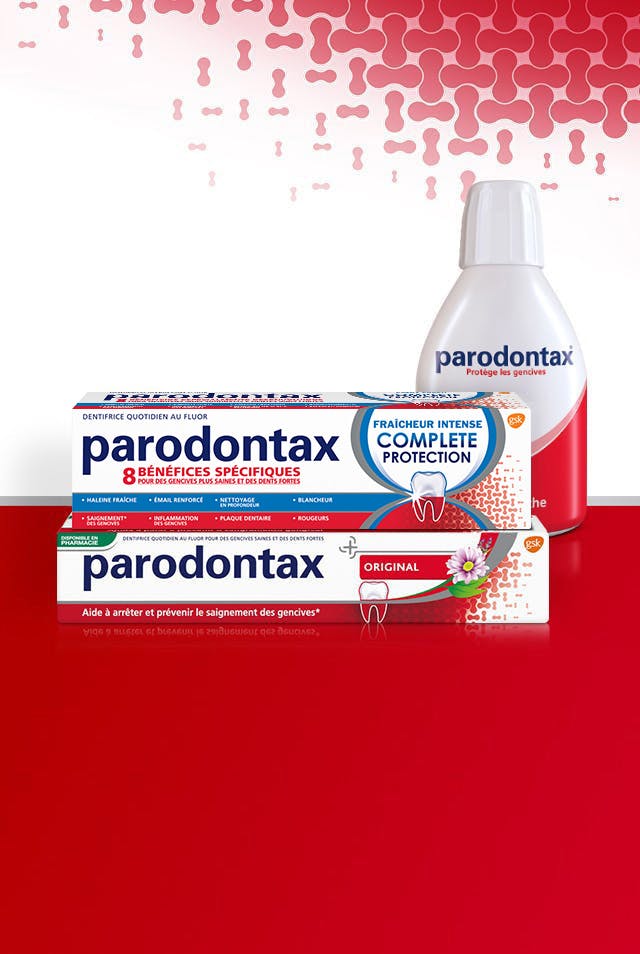 parodontax®
Protège les gencives
parodontax
DENTIFRICE QUOTIDIEN AU FLUOR
parodontax
8 BÉNÉFICES SPÉCIFIQUES
POUR DES GENCIVES PLUS SAINES ET DES DENTS FORTES
FRAÎCHEUR INTENSE
COMPLETE
PROTECTION
gsk
• HALEINE FRAÎCHE • ÉMAIL RENFORCÉ • NETTOYAGE EN PROFONDEUR • BLANCHEUR
• SAIGNEMENT* DES GENCIVES • INFLAMMATION DES GENCIVES • PLAQUE DENTAIRE • ROUGEURS
DISPONIBLE EN
PHARMACIE
DENTIFRICE QUOTIDIEN AU FLUOR POUR DES GENCIVES SAINES ET DES DENTS FORTES
parodontax
ORIGINAL
gsk
Aide à arrêter et prévenir le saignement des gencives*